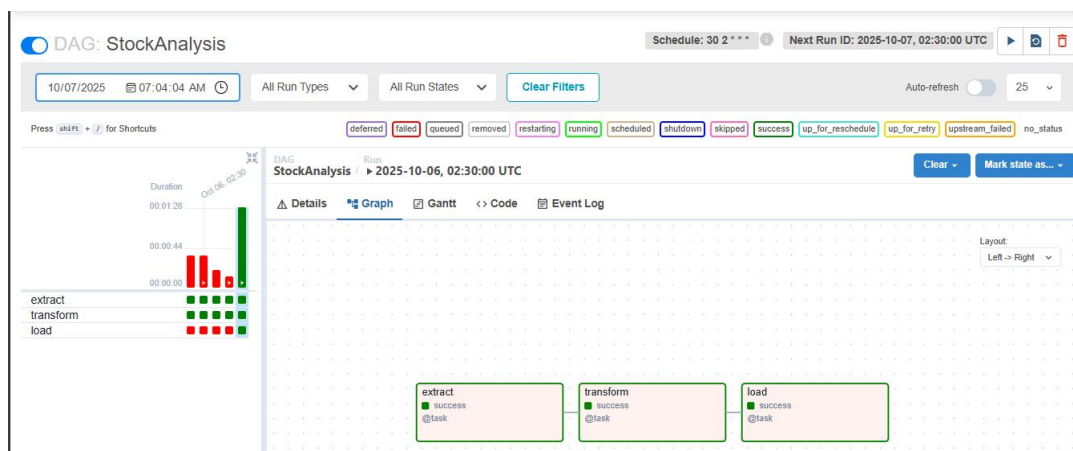 DAG: StockAnalysis
Schedule: 30 2 * * *
Next Run ID: 2025-10-07, 02:30:00 UTC
10/07/2025 07:04:04 AM
All Run Types
All Run States
Clear Filters
Auto-refresh
25
Press shift + / for Shortcuts
deferred failed queued removed restarting running scheduled shutdown skipped success up_for_reschedule up_for_retry upstream_failed no_status
Duration
Oct 06, 02:30
00:01:28
00:00:44
00:00:00
extract
transform
load
DAG
StockAnalysis /
Run
2025-10-06, 02:30:00 UTC
Clear
Mark state as...
Details
Graph
Gantt
<> Code
Event Log
Layout:
Left -> Right
extract
success
@task
transform
success
@task
load
success
@task